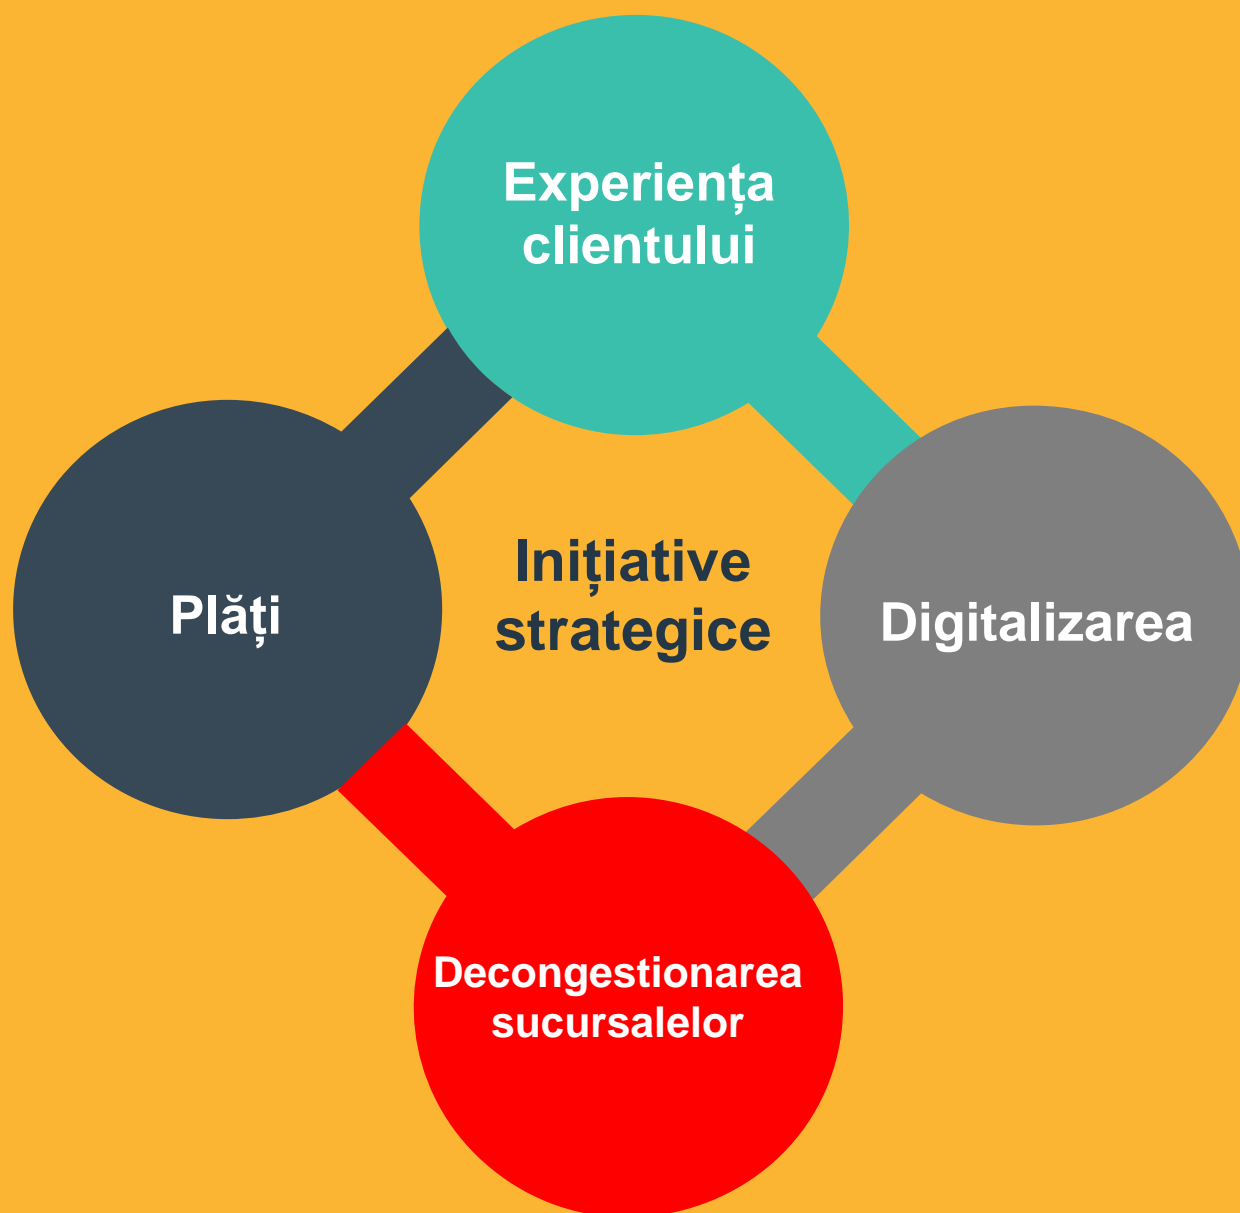 Experiența
clientului
Inițiative
strategice
Plăți
Digitalizarea
Decongestionarea
sucursalelor